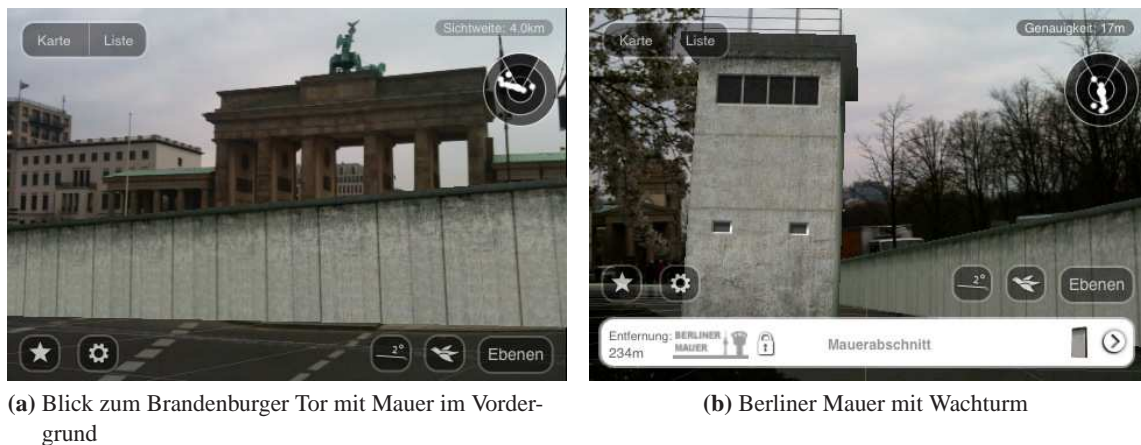 Karte Liste
Sichtweite: 4.0km
2°
Ebenen
(a) Blick zum Brandenburger Tor mit Mauer im Vorder-
grund
Karte Liste
Genauigkeit: 17m
2°
Ebenen
Entfernung:
234m
BERLINER
MAUER
Mauerabschnitt
(b) Berliner Mauer mit Wachturm